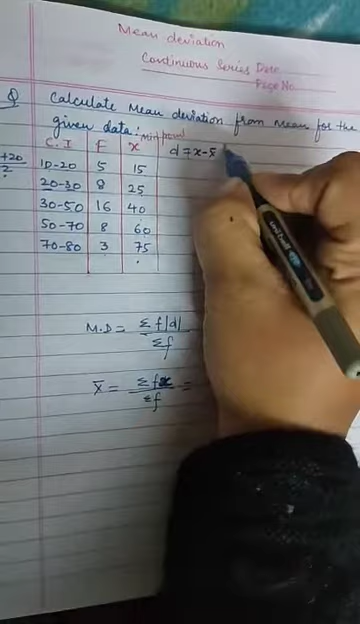 Mean deviation
Continuous Series Date
Page No.
Q Calculate Mean deviation from mean for the
given data:
C.I F x mid point d = x-x̄
+20/2 10-20 5 15
20-30 8 25
30-50 16 40
50-70 8 60
70-80 3 75
M.D = Σf|d| / Σf
x̄ = Σfx / Σf =